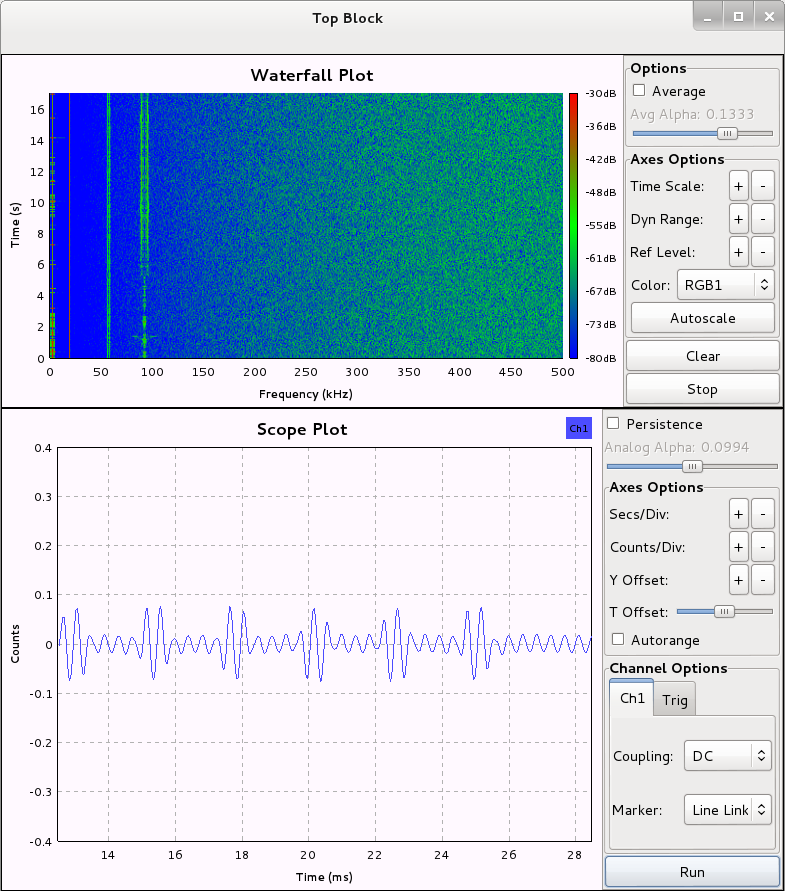 Top Block
Waterfall Plot
16
14
12
10
8
6
4
2
0
Time (s)
0 50 100 150 200 250 300 350 400 450 500
Frequency (kHz)
-30dB
-36dB
-42dB
-48dB
-55dB
-61dB
-67dB
-73dB
-80dB
Options
Average
Avg Alpha: 0.1333
Axes Options
Time Scale: + -
Dyn Range: + -
Ref Level: + -
Color: RGB1
Autoscale
Clear
Stop
Scope Plot
Ch1
0.4
0.3
0.2
0.1
0
-0.1
-0.2
-0.3
-0.4
Counts
14 16 18 20 22 24 26 28
Time (ms)
Persistence
Analog Alpha: 0.0994
Axes Options
Secs/Div: + -
Counts/Div: + -
Y Offset: + -
T Offset:
Autorange
Channel Options
Ch1 Trig
Coupling: DC
Marker: Line Link
Run